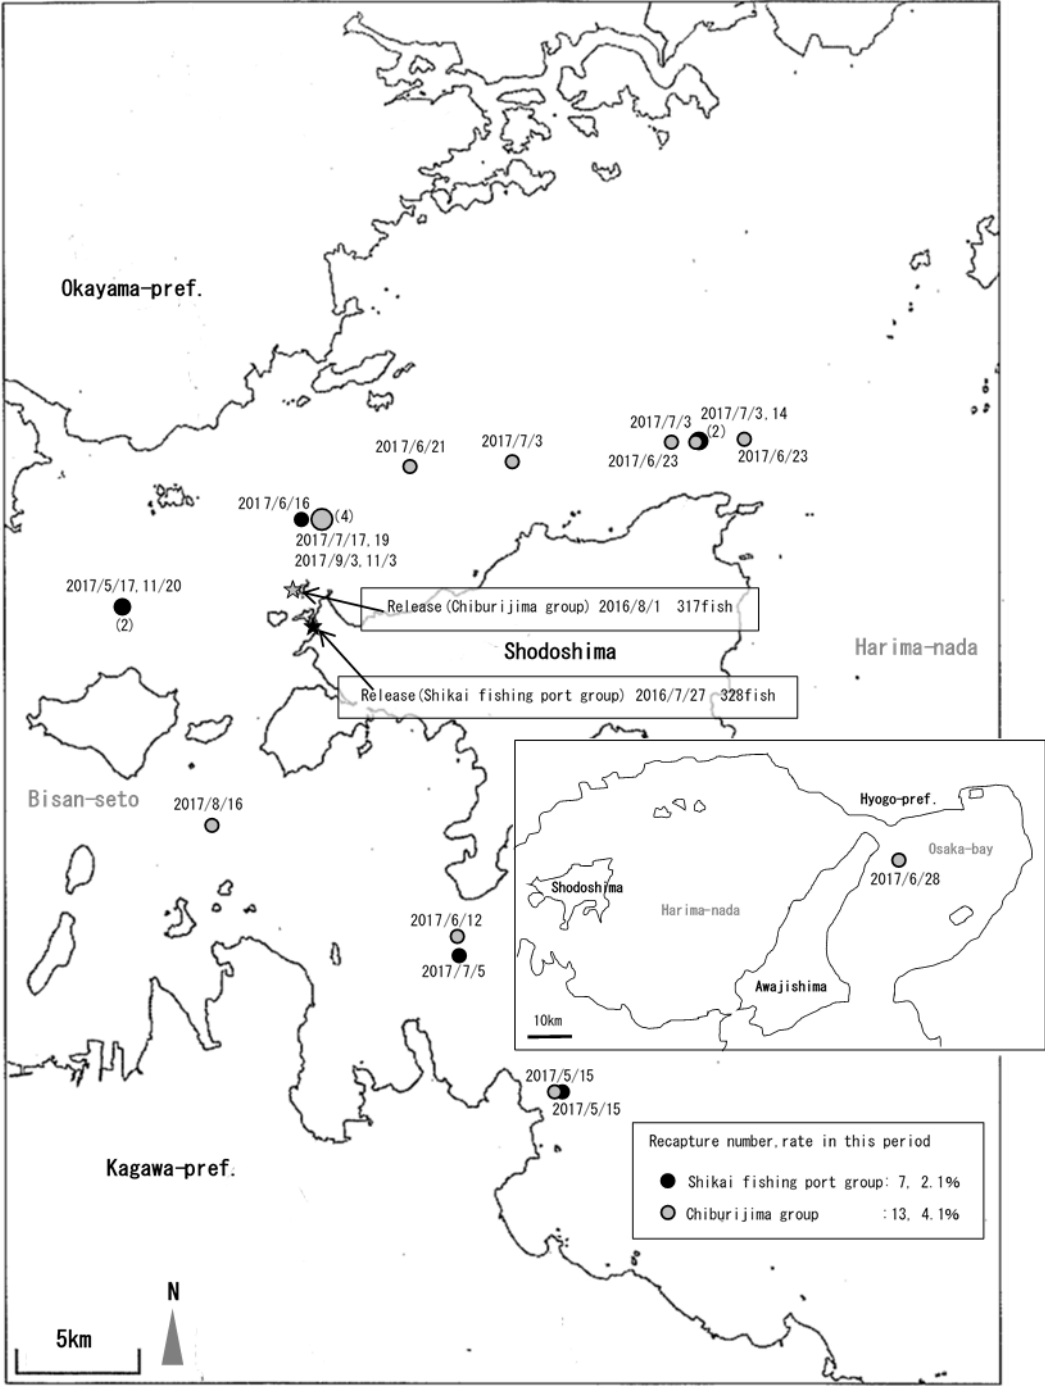 Okayama-pref.
2017/7/3
2017/7/3,14
(2)
2017/6/21
2017/7/3
2017/6/23
2017/6/23
2017/6/16
(4)
2017/7/17,19
2017/9/3,11/3
2017/5/17,11/20
(2)
Release(Chiburijima group) 2016/8/1 317fish
Shodoshima
Harima-nada
Release(Shikai fishing port group) 2016/7/27 328fish
Bisan-seto
2017/8/16
Hyogo-pref.
Osaka-bay
2017/6/28
Shodoshima
Harima-nada
Awajishima
10km
2017/6/12
2017/7/5
2017/5/15
2017/5/15
Kagawa-pref.
Recapture number,rate in this period
Shikai fishing port group: 7, 2.1%
Chiburijima group :13, 4.1%
N
5km